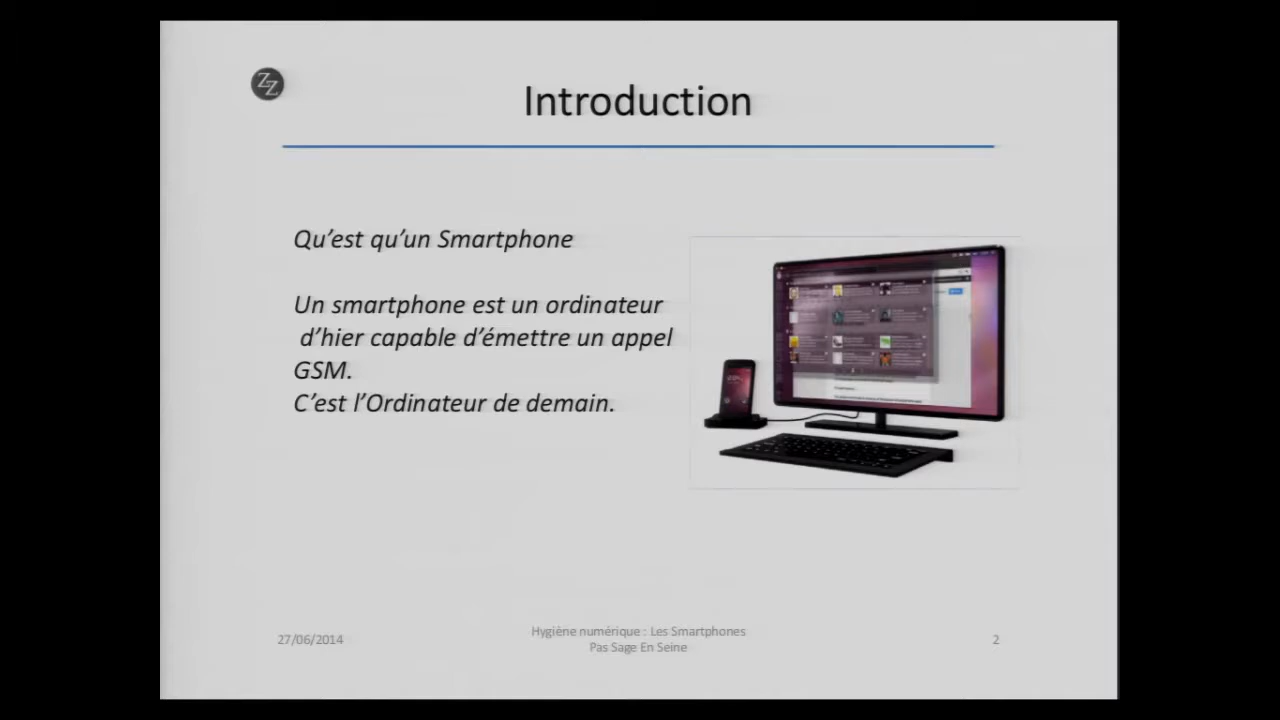 ZZ
Introduction
Qu’est qu’un Smartphone
Un smartphone est un ordinateur
d’hier capable d’émettre un appel
GSM.
C’est l’Ordinateur de demain.
27/06/2014
Hygiène numérique : Les Smartphones
Pas Sage En Seine
2